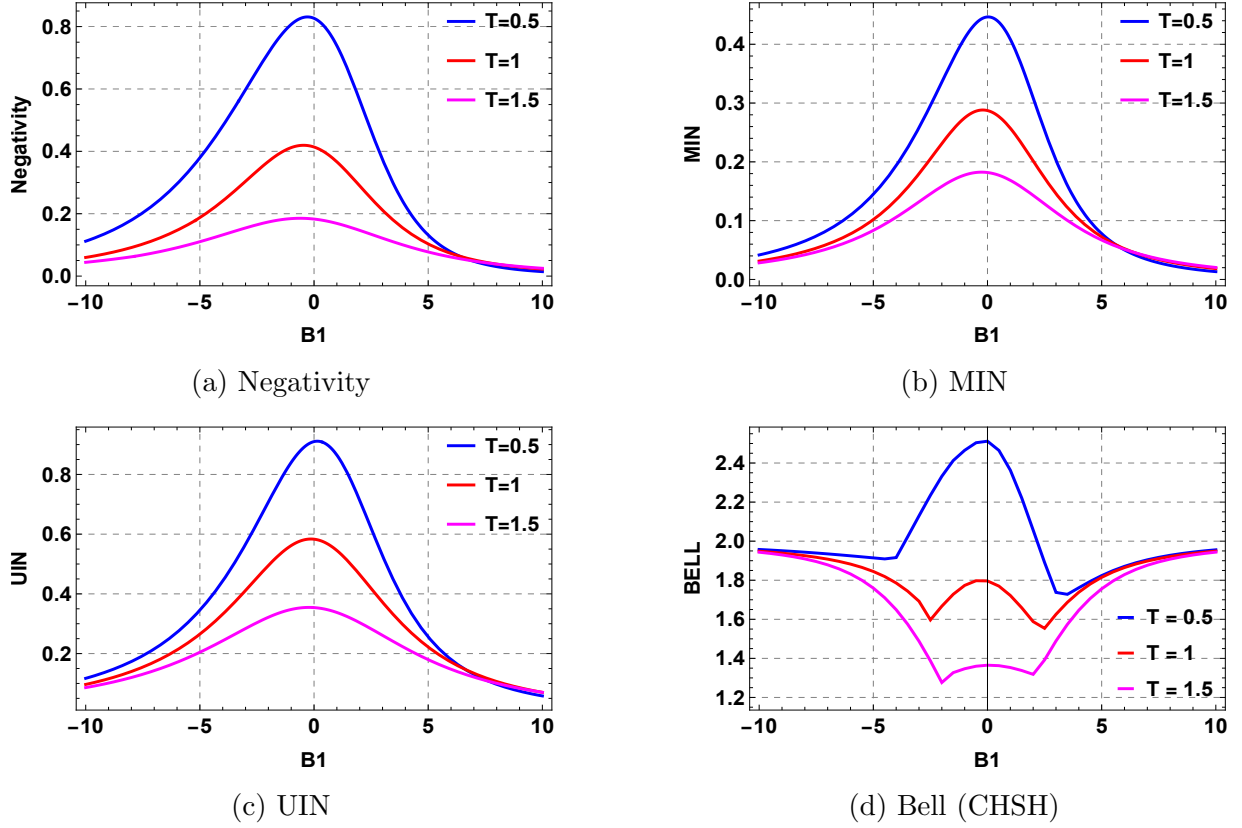 Negativity
0.8
0.6
0.4
0.2
0.0
−10 −5 0 5 10
B1
T=0.5
T=1
T=1.5
(a) Negativity
MIN
0.4
0.3
0.2
0.1
0.0
−10 −5 0 5 10
B1
T=0.5
T=1
T=1.5
(b) MIN
UIN
0.8
0.6
0.4
0.2
−10 −5 0 5 10
B1
T=0.5
T=1
T=1.5
(c) UIN
BELL
2.4
2.2
2.0
1.8
1.6
1.4
1.2
−10 −5 0 5 10
B1
T = 0.5
T = 1
T = 1.5
(d) Bell (CHSH)